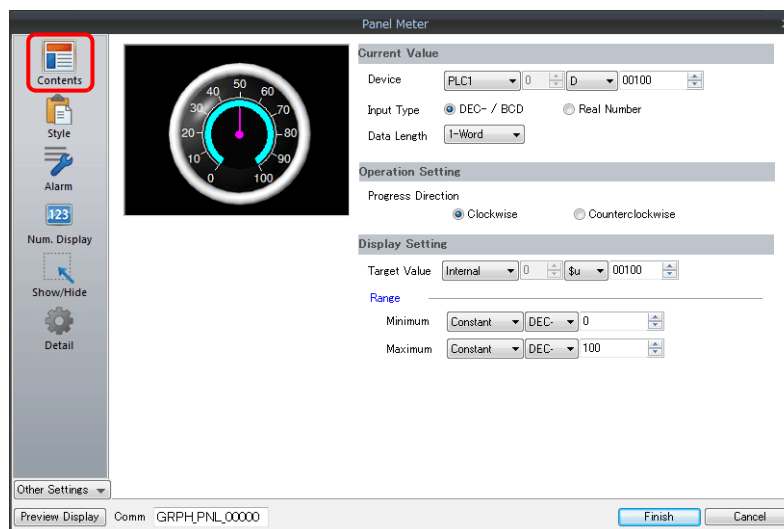 Panel Meter
Contents
Style
Alarm
123
Num. Display
Show/Hide
Detail
Other Settings
0 10 20 30 40 50 60 70 80 90 100
Current Value
Device PLC1 0 D 00100
Input Type DEC- / BCD Real Number
Data Length 1-Word
Operation Setting
Progress Direction
Clockwise Counterclockwise
Display Setting
Target Value Internal 0 $u 00100
Range
Minimum Constant DEC- 0
Maximum Constant DEC- 100
Preview Display Comm GRPH_PNL_00000 Finish Cancel